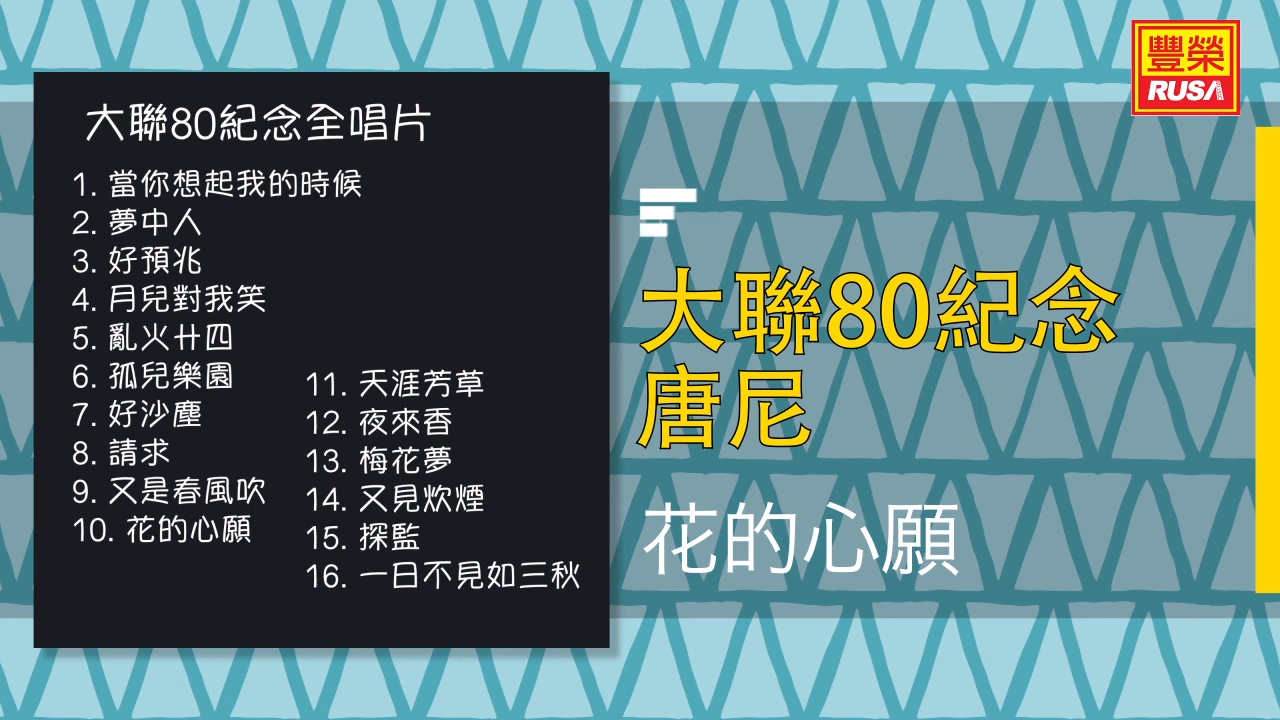 豐榮
RUSA
大聯80紀念全唱片
1. 當你想起我的時候
2. 夢中人
3. 好預兆
4. 月兒對我笑
5. 亂火廿四
6. 孤兒樂園
7. 好沙塵
8. 請求
9. 又是春風吹
10. 花的心願
11. 天涯芳草
12. 夜來香
13. 梅花夢
14. 又見炊煙
15. 探監
16. 一日不見如三秋
大聯80紀念
唐尼
花的心願